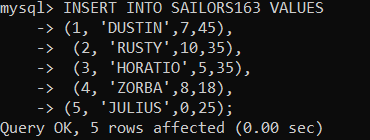 mysql> INSERT INTO SAILORS163 VALUES
    -> (1, 'DUSTIN',7,45),
    ->  (2, 'RUSTY',10,35),
    ->  (3, 'HORATIO',5,35),
    ->  (4, 'ZORBA',8,18),
    -> (5, 'JULIUS',0,25);
Query OK, 5 rows affected (0.00 sec)